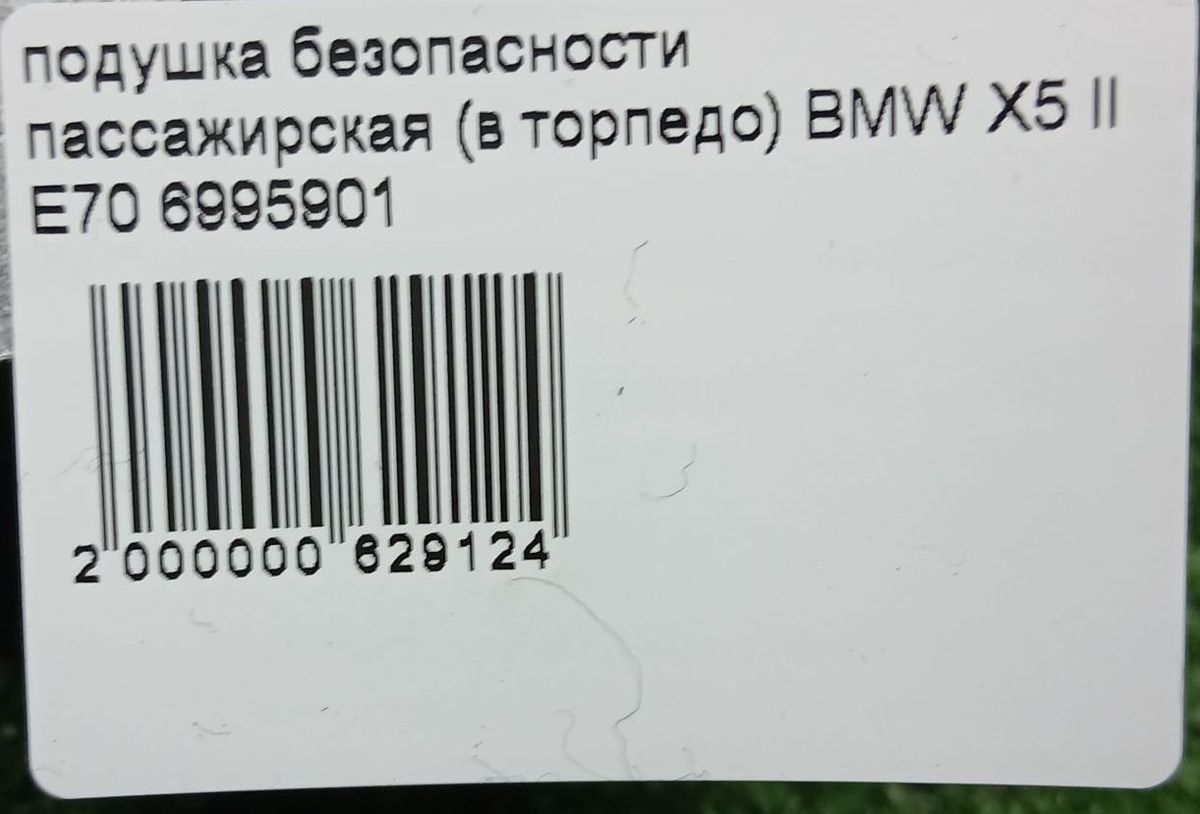 подушка безопасности
пассажирская (в торпедо) BMW X5 II
E70 6995901
2 000000 629124